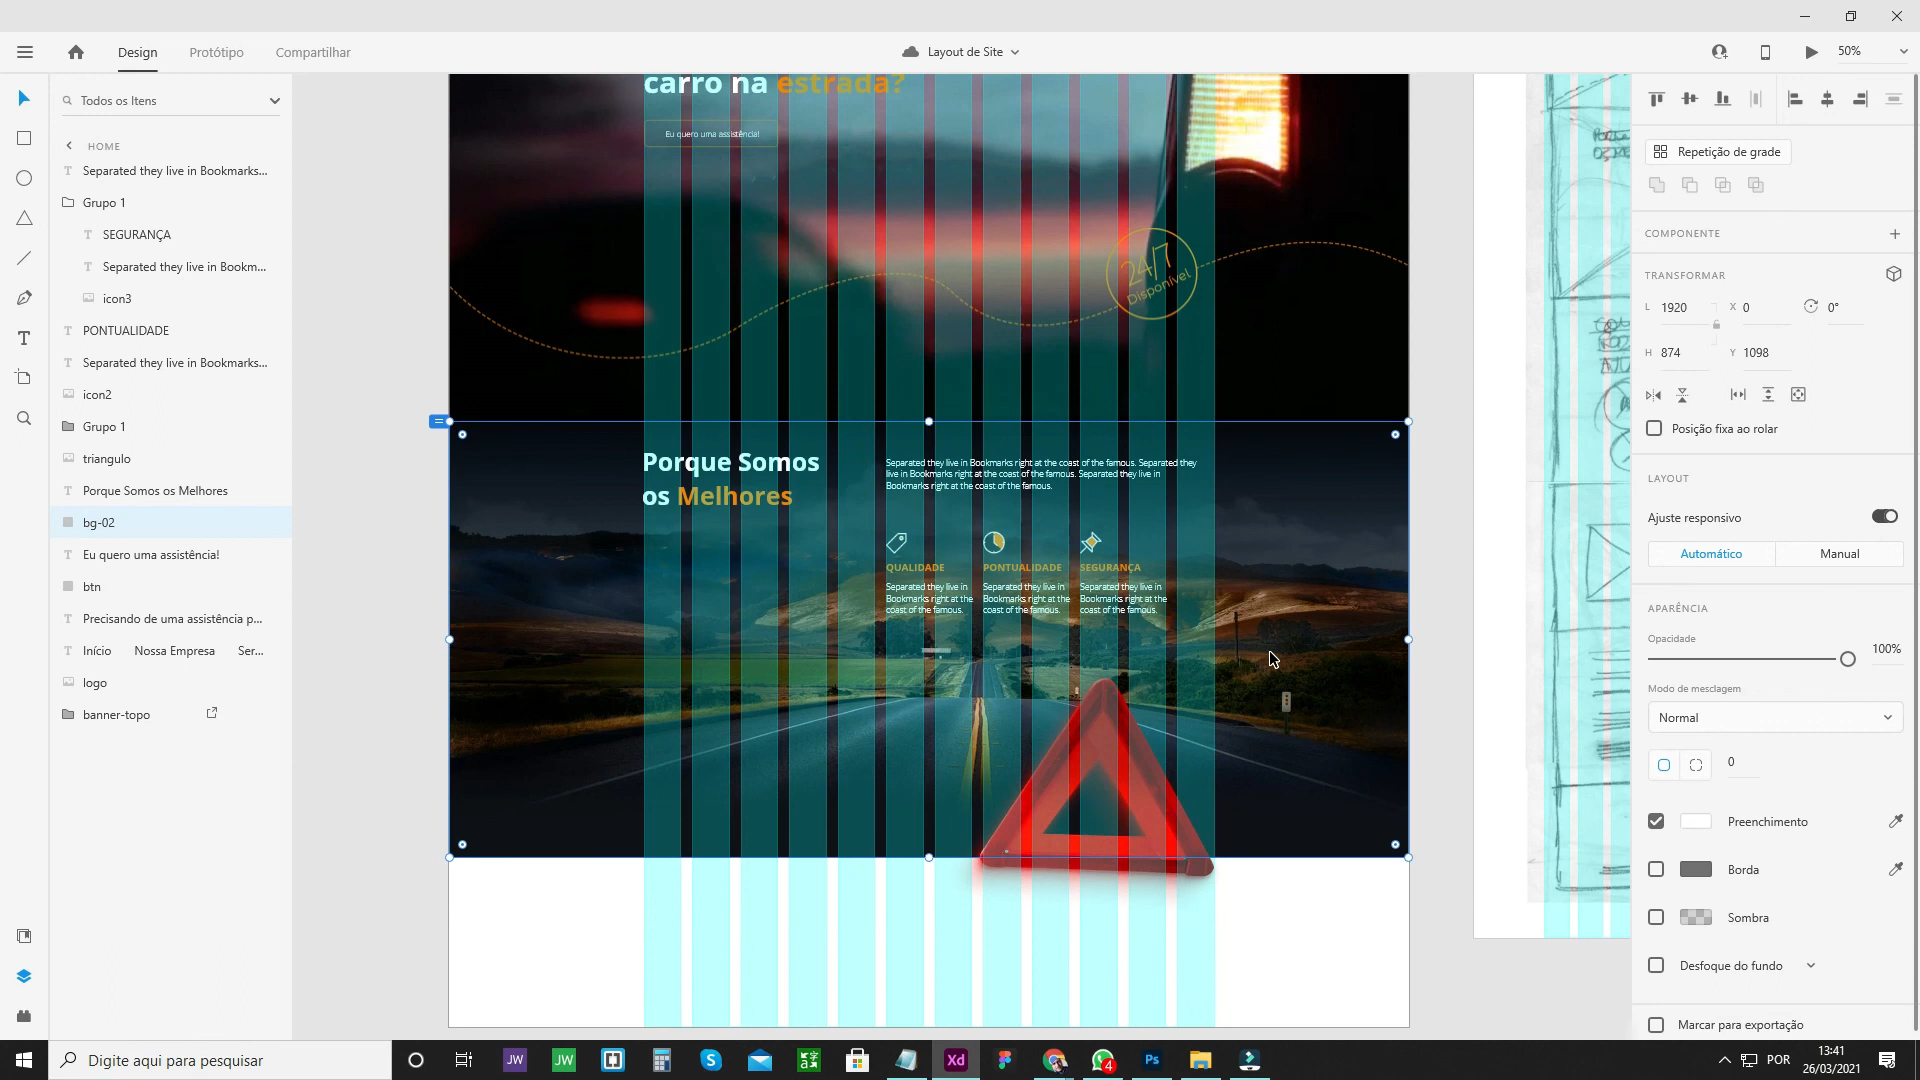 Design
Protótipo
Compartilhar
Layout de Site
50%
Todos os Itens
HOME
Separated they live in Bookmarks...
Grupo 1
SEGURANÇA
Separated they live in Bookm...
icon3
PONTUALIDADE
Separated they live in Bookmarks...
icon2
Grupo 1
triangulo
Porque Somos os Melhores
bg-02
Eu quero uma assistência!
btn
Precisando de uma assistência p...
Início Nossa Empresa Ser...
logo
banner-topo
carro na estrada?
Eu quero uma assistência!
24/7
Disponível
Porque Somos
os Melhores
Separated they live in Bookmarks right at the coast of the famous. Separated they
live in Bookmarks right at the coast of the famous. Separated they live in
Bookmarks right at the coast of the famous.
QUALIDADE
Separated they live in
Bookmarks right at the
coast of the famous.
PONTUALIDADE
Separated they live in
Bookmarks right at the
coast of the famous.
SEGURANÇA
Separated they live in
Bookmarks right at the
coast of the famous.
Repetição de grade
COMPONENTE
TRANSFORMAR
L 1920 X 0 0°
H 874 Y 1098
Posição fixa ao rolar
LAYOUT
Ajuste responsivo
Automático Manual
APARÊNCIA
Opacidade
100%
Modo de mesclagem
Normal
0
Preenchimento
Borda
Sombra
Desfoque do fundo
Marcar para exportação
Digite aqui para pesquisar
JW
JW
Xd
4
Ps
POR
13:41
26/03/2021